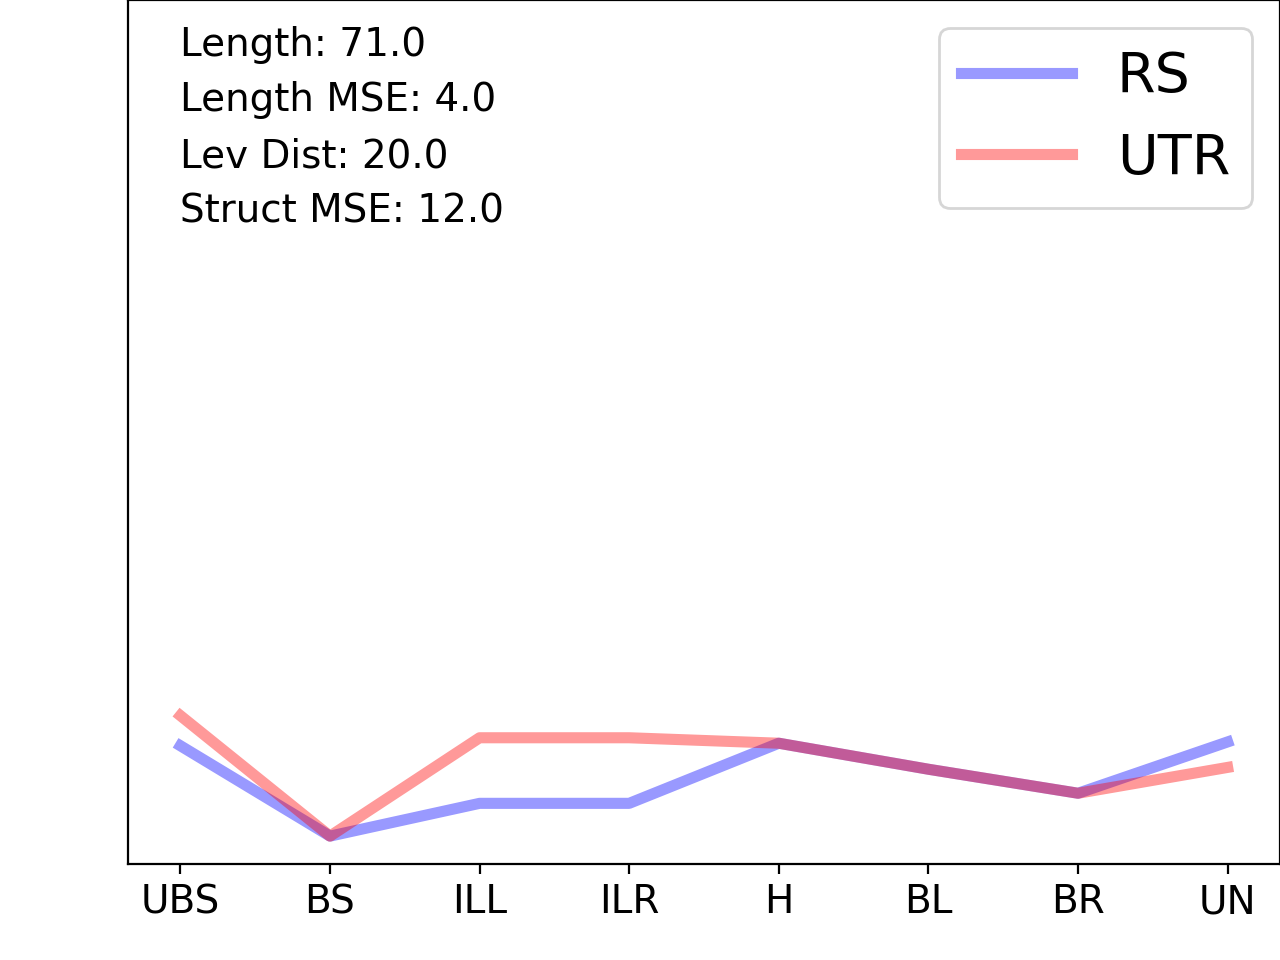 Length: 71.0
Length MSE: 4.0
Lev Dist: 20.0
Struct MSE: 12.0
RS
UTR
UBS BS ILL ILR H BL BR UN